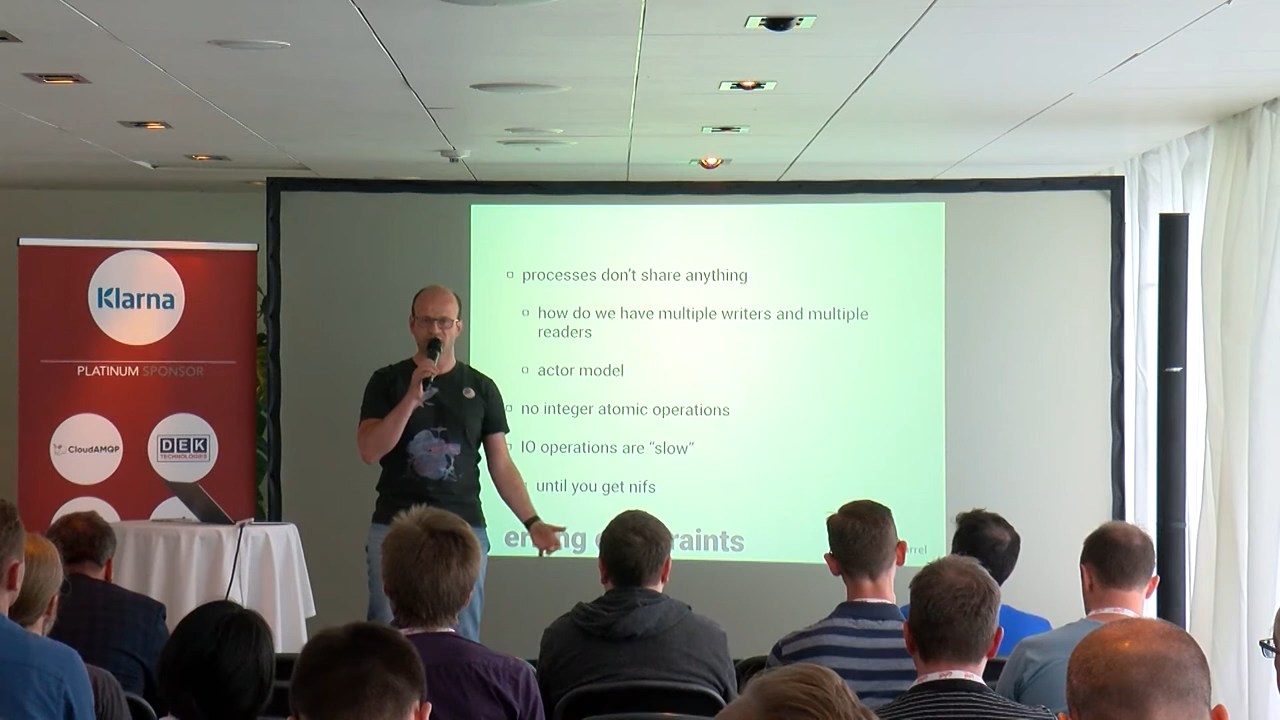 Klarna
PLATINUM SPONSOR
CloudAMQP
DEK
TECHNOLOGIES
processes don't share anything
how do we have multiple writers and multiple
readers
actor model
no integer atomic operations
IO operations are “slow”
until you get nifs